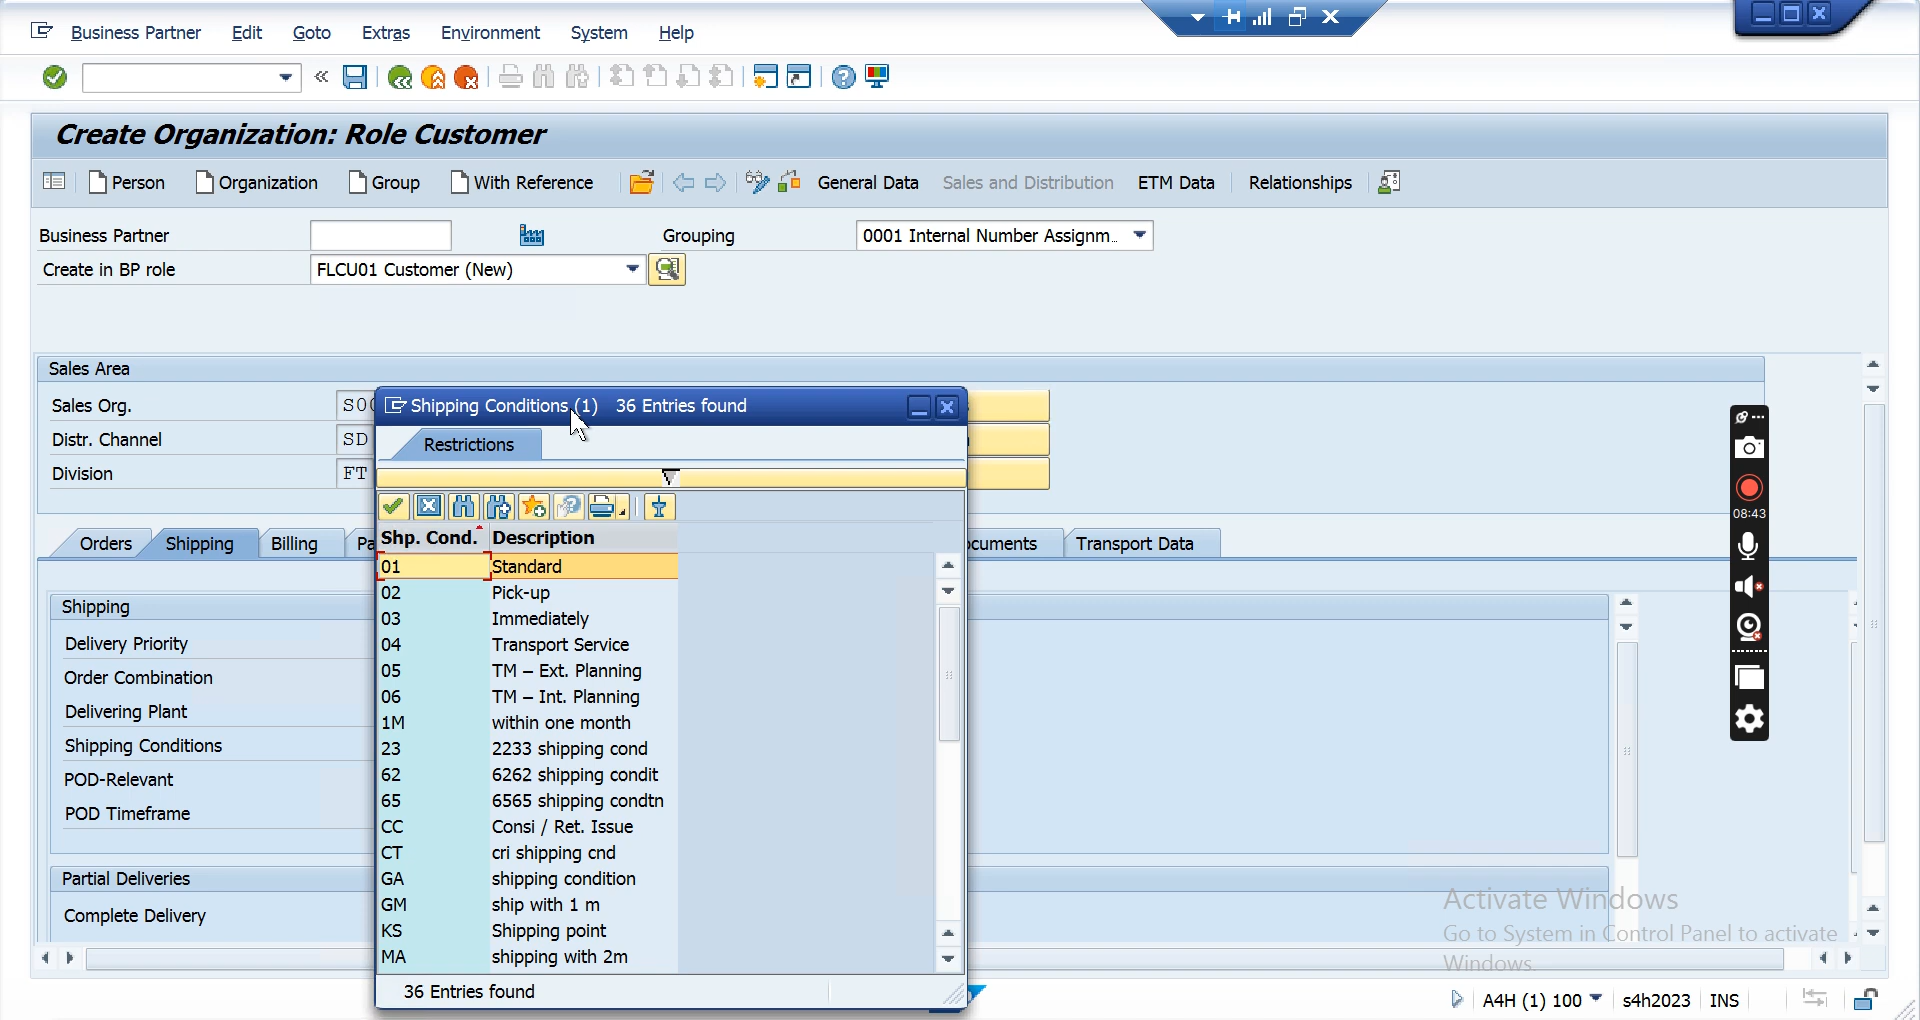 Business Partner Edit Goto Extras Environment System Help
Create Organization: Role Customer
Person Organization Group With Reference General Data Sales and Distribution ETM Data Relationships
Business Partner Grouping 0001 Internal Number Assignm..
Create in BP role FLCU01 Customer (New)
Sales Area
Sales Org.
Distr. Channel SD
Division FT
Shipping Conditions (1) 36 Entries found
Restrictions
Orders Shipping Billing Transport Data
Shp. Cond. Description
01 Standard
02 Pick-up
03 Immediately
04 Transport Service
05 TM – Ext. Planning
06 TM – Int. Planning
1M within one month
23 2233 shipping cond
62 6262 shipping condit
65 6565 shipping condtn
CC Consi / Ret. Issue
CT cri shipping cnd
GA shipping condition
GM ship with 1 m
KS Shipping point
MA shipping with 2m
36 Entries found
Shipping
Delivery Priority
Order Combination
Delivering Plant
Shipping Conditions
POD-Relevant
POD Timeframe
Partial Deliveries
Complete Delivery
08:43
Activate Windows
Go to System in Control Panel to activate
Windows.
A4H (1) 100 s4h2023 INS